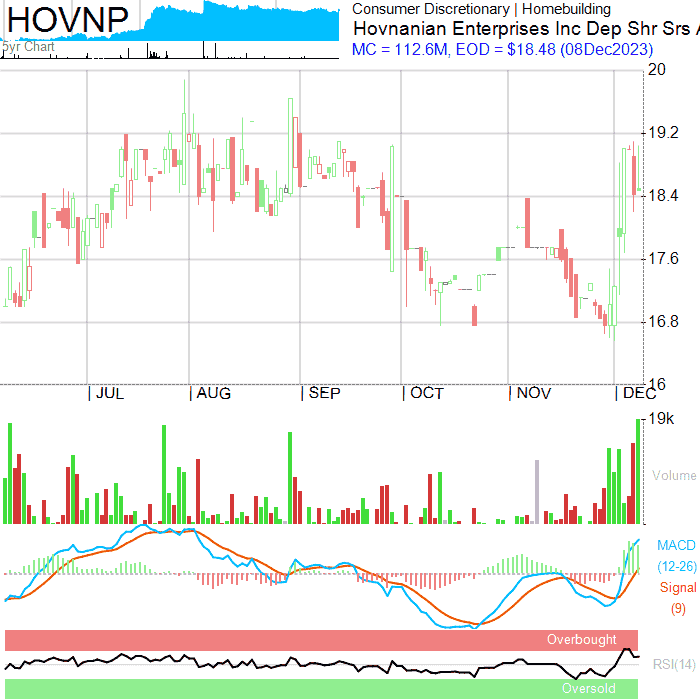 HOVNP
Consumer Discretionary | Homebuilding
Hovnanian Enterprises Inc Dep Shr Srs A
MC = 112.6M, EOD = $18.48 (08Dec2023)
5yr Chart
20
19.2
18.4
17.6
16.8
16
JUL AUG SEP OCT NOV DEC
19k
Volume
MACD
(12-26)
Signal
(9)
Overbought
RSI(14)
Oversold